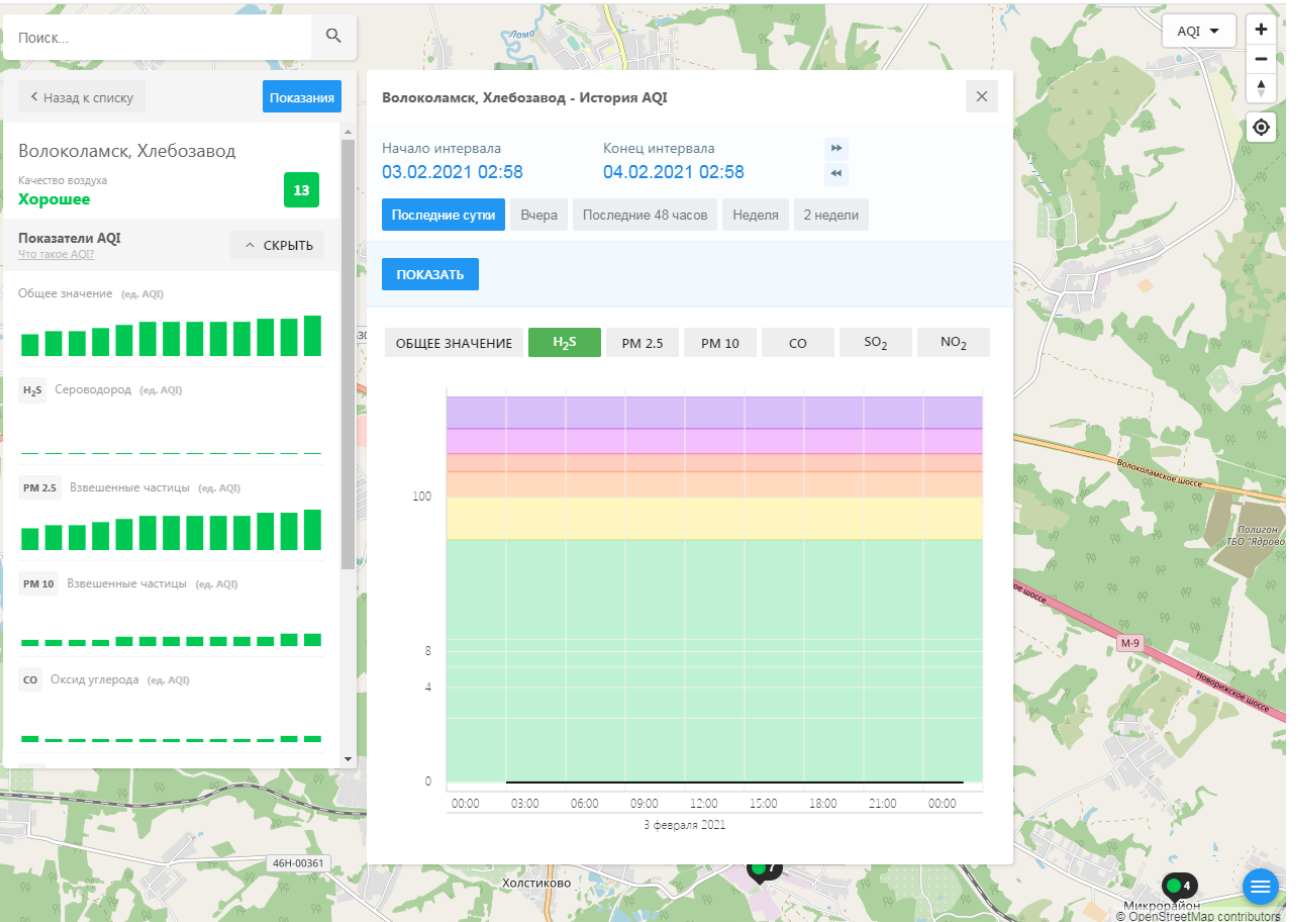 Поиск...
AQI
Назад к списку
Показания
Волоколамск, Хлебозавод
Качество воздуха
Хорошее
13
Показатели AQI
Что такое AQI?
СКРЫТЬ
Общее значение (ед. AQI)
H2S Сероводород (ед. AQI)
PM 2.5 Взвешенные частицы (ед. AQI)
PM 10 Взвешенные частицы (ед. AQI)
CO Оксид углерода (ед. AQI)
Волоколамск, Хлебозавод - История AQI
Начало интервала
03.02.2021 02:58
Конец интервала
04.02.2021 02:58
Последние сутки
Вчера
Последние 48 часов
Неделя
2 недели
ПОКАЗАТЬ
ОБЩЕЕ ЗНАЧЕНИЕ
H2S
PM 2.5
PM 10
CO
SO2
NO2
100
8
4
0
00:00 03:00 06:00 09:00 12:00 15:00 18:00 21:00 00:00
3 февраля 2021
Лама
Волоколамское шоссе
Полигон
ТБО "Ядрово
M-9
Новорижское шоссе
46Н-00361
Холстиково
7
4
Микрорайон
© OpenStreetMap contributors